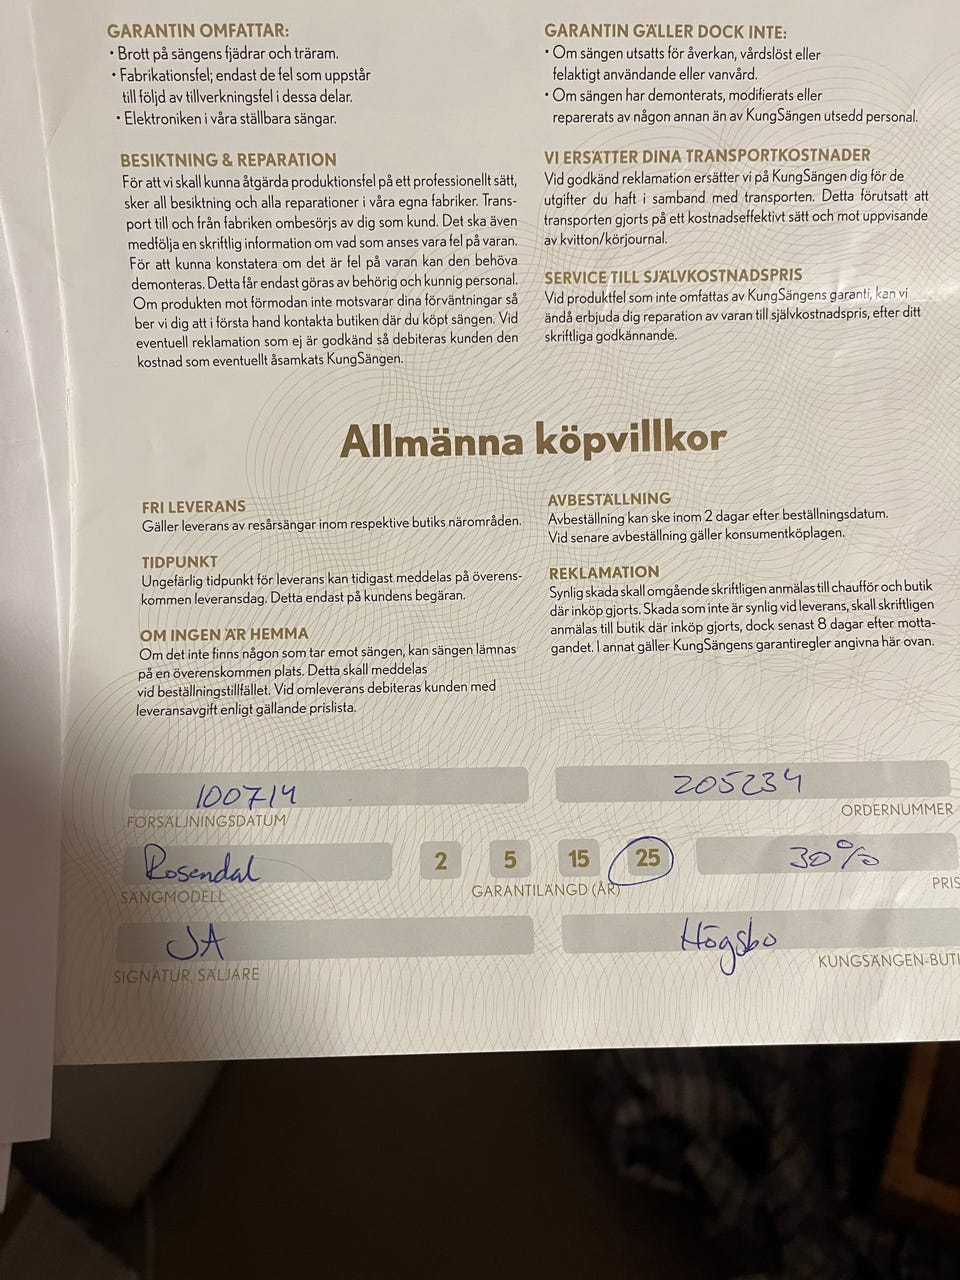 GARANTIN OMFATTAR:
• Brott på sängens fjädrar och träram.
• Fabrikationsfel; endast de fel som uppstår
till följd av tillverkningsfel i dessa delar.
• Elektroniken i våra ställbara sängar.
BESIKTNING & REPARATION
För att vi skall kunna åtgärda produktionsfel på ett professionellt sätt,
sker all besiktning och alla reparationer i våra egna fabriker. Trans-
port till och från fabriken ombesörjs av dig som kund. Det ska även
medfölja en skriftlig information om vad som anses vara fel på varan.
För att kunna konstatera om det är fel på varan kan den behöva
demonteras. Detta får endast göras av behörig och kunnig personal.
Om produkten mot förmodan inte motsvarar dina förväntningar så
ber vi dig att i första hand kontakta butiken där du köpt sängen. Vid
eventuell reklamation som ej är godkänd så debiteras kunden den
kostnad som eventuellt åsamkats KungSängen.
GARANTIN GÄLLER DOCK INTE:
• Om sängen utsatts för åverkan, vårdslöst eller
felaktigt användande eller vanvård.
• Om sängen har demonterats, modifierats eller
reparerats av någon annan än av KungSängen utsedd personal.
VI ERSÄTTER DINA TRANSPORTKOSTNADER
Vid godkänd reklamation ersätter vi på KungSängen dig för de
utgifter du haft i samband med transporten. Detta förutsatt att
transporten gjorts på ett kostnadseffektivt sätt och mot uppvisande
av kvitton/körjournal.
SERVICE TILL SJÄLVKOSTNADSPRIS
Vid produktfel som inte omfattas av KungSängens garanti, kan vi
ändå erbjuda dig reparation av varan till självkostnadspris, efter ditt
skriftliga godkännande.
Allmänna köpvillkor
FRI LEVERANS
Gäller leverans av resårsängar inom respektive butiks närområden.
TIDPUNKT
Ungefärlig tidpunkt för leverans kan tidigast meddelas på överens-
kommen leveransdag. Detta endast på kundens begäran.
OM INGEN ÄR HEMMA
Om det inte finns någon som tar emot sängen, kan sängen lämnas
på en överenskommen plats. Detta skall meddelas
vid beställningstillfället. Vid omleverans debiteras kunden med
leveransavgift enligt gällande prislista.
AVBESTÄLLNING
Avbeställning kan ske inom 2 dagar efter beställningsdatum.
Vid senare avbeställning gäller konsumentköplagen.
REKLAMATION
Synlig skada skall omgående skriftligen anmälas till chaufför och butik
där inköp gjorts. Skada som inte är synlig vid leverans, skall skriftligen
anmälas till butik där inköp gjorts, dock senast 8 dagar efter motta-
gandet. I annat gäller KungSängens garantiregler angivna här ovan.
100714 205234
FÖRSÄLJNINGSDATUM ORDERNUMMER
Rosendal 2 5 15 25 30%
SÄNGMODELL GARANTILÄNGD (ÅR) PRIS
JA Högsbo
SIGNATUR, SÄLJARE KUNGSÄNGEN-BUTI